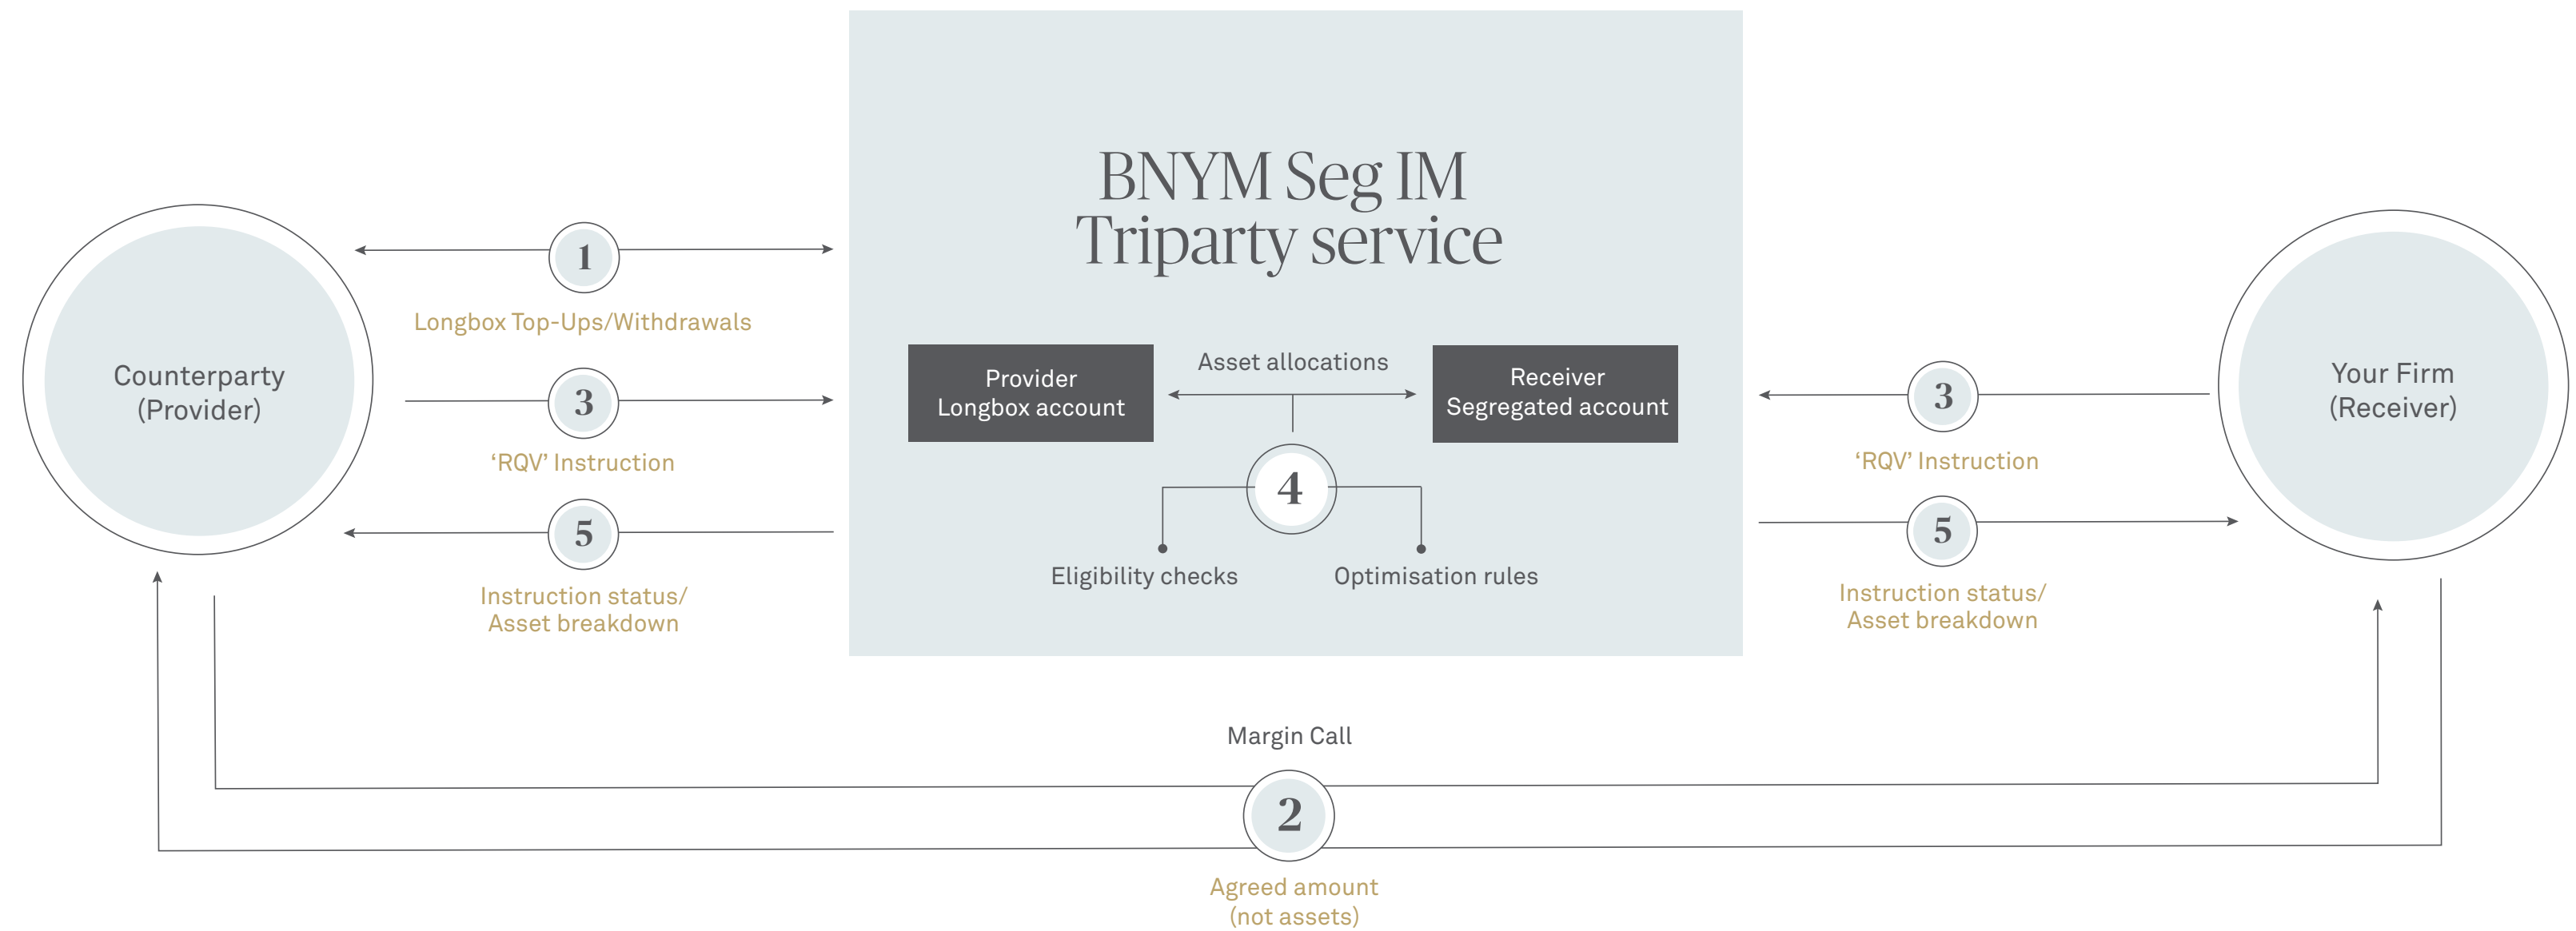 BNYM Seg IM
Triparty service
Counterparty
(Provider)
1
Longbox Top-Ups/Withdrawals
3
‘RQV’ Instruction
5
Instruction status/
Asset breakdown
Provider
Longbox account
Asset allocations
Receiver
Segregated account
4
Eligibility checks
Optimisation rules
3
‘RQV’ Instruction
5
Instruction status/
Asset breakdown
Your Firm
(Receiver)
Margin Call
2
Agreed amount
(not assets)